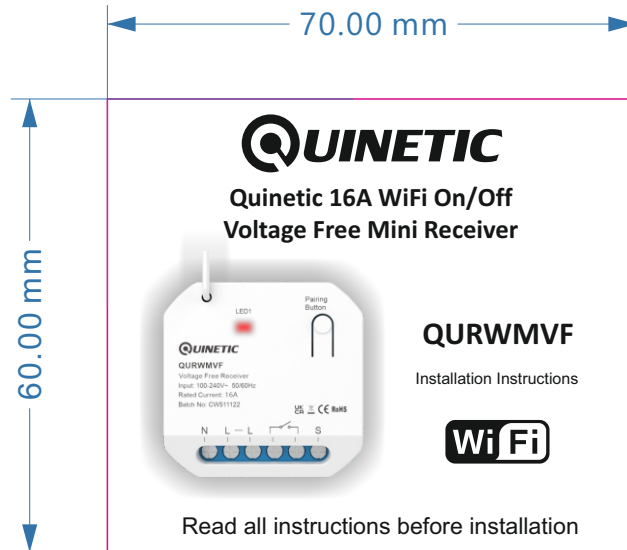 70.00 mm
60.00 mm
QUINETIC
Quinetic 16A WiFi On/Off
Voltage Free Mini Receiver
LED1
Pairing
Button
QUINETIC
QURWMVF
Voltage Free Receiver
Input: 100-240V~ 50/60Hz
Rated Current: 16A
Batch No: CW511122
UK CA CE RoHS
N L — L S
QURWMVF
Installation Instructions
WiFi
Read all instructions before installation